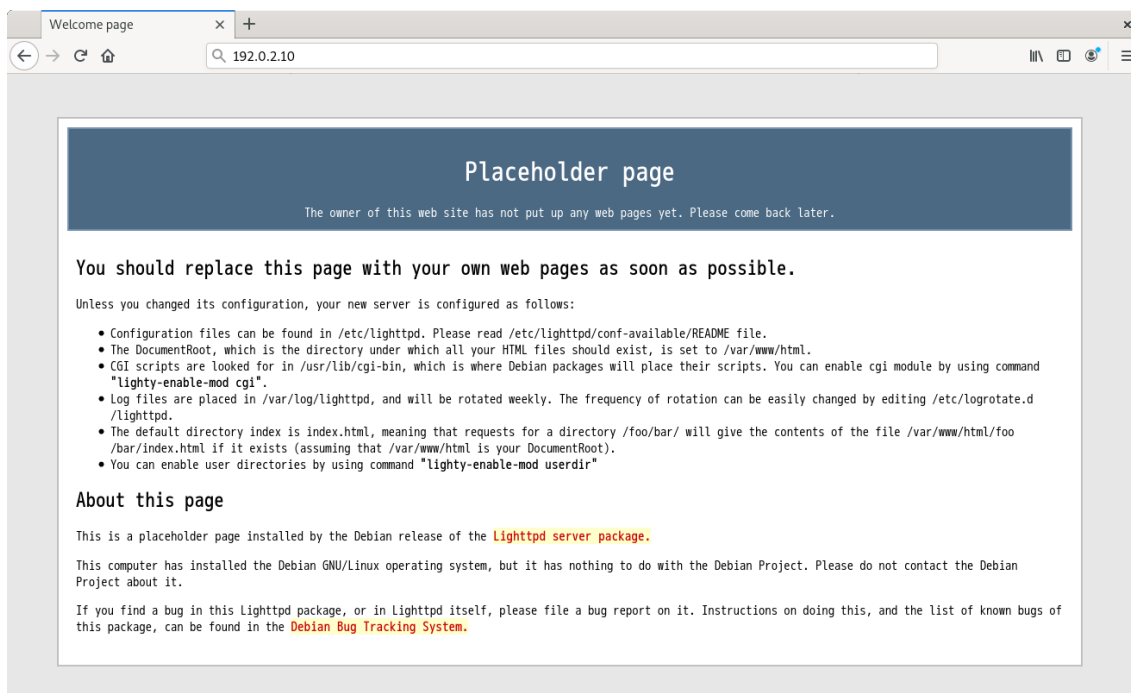 Welcome page
192.0.2.10
Placeholder page
The owner of this web site has not put up any web pages yet. Please come back later.
You should replace this page with your own web pages as soon as possible.
Unless you changed its configuration, your new server is configured as follows:
Configuration files can be found in /etc/lighttpd. Please read /etc/lighttpd/conf-available/README file.
The DocumentRoot, which is the directory under which all your HTML files should exist, is set to /var/www/html.
CGI scripts are looked for in /usr/lib/cgi-bin, which is where Debian packages will place their scripts. You can enable cgi module by using command
"lighty-enable-mod cgi".
Log files are placed in /var/log/lighttpd, and will be rotated weekly. The frequency of rotation can be easily changed by editing /etc/logrotate.d
/lighttpd.
The default directory index is index.html, meaning that requests for a directory /foo/bar/ will give the contents of the file /var/www/html/foo
/bar/index.html if it exists (assuming that /var/www/html is your DocumentRoot).
You can enable user directories by using command "lighty-enable-mod userdir"
About this page
This is a placeholder page installed by the Debian release of the Lighttpd server package.
This computer has installed the Debian GNU/Linux operating system, but it has nothing to do with the Debian Project. Please do not contact the Debian
Project about it.
If you find a bug in this Lighttpd package, or in Lighttpd itself, please file a bug report on it. Instructions on doing this, and the list of known bugs of
this package, can be found in the Debian Bug Tracking System.